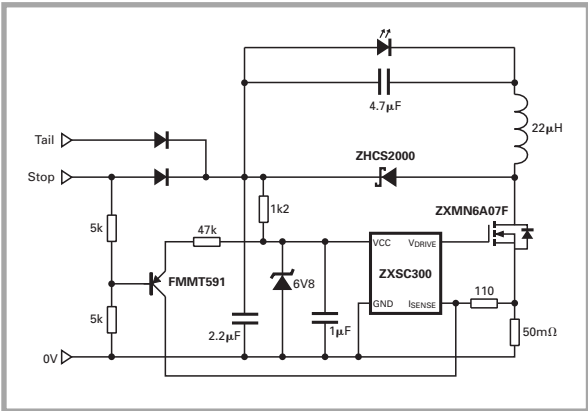 4.7μF
Tail
22μH
ZHCS2000
Stop
1k2
ZXMN6A07F
5k
47k
VCC
VDRIVE
ZXSC300
FMMT591
6V8
110
GND
ISENSE
5k
2.2μF
1μF
50mΩ
0V